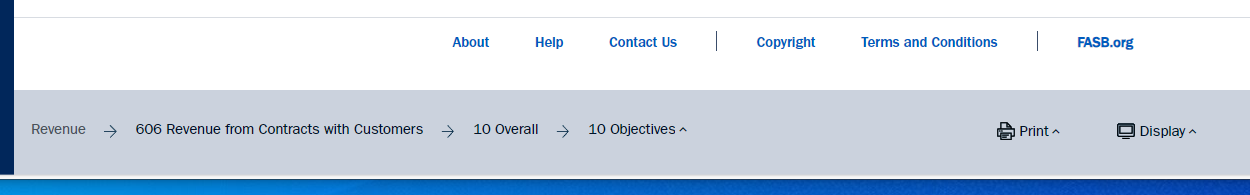 About Help Contact Us Copyright Terms and Conditions FASB.org
Revenue → 606 Revenue from Contracts with Customers → 10 Overall → 10 Objectives Print Display